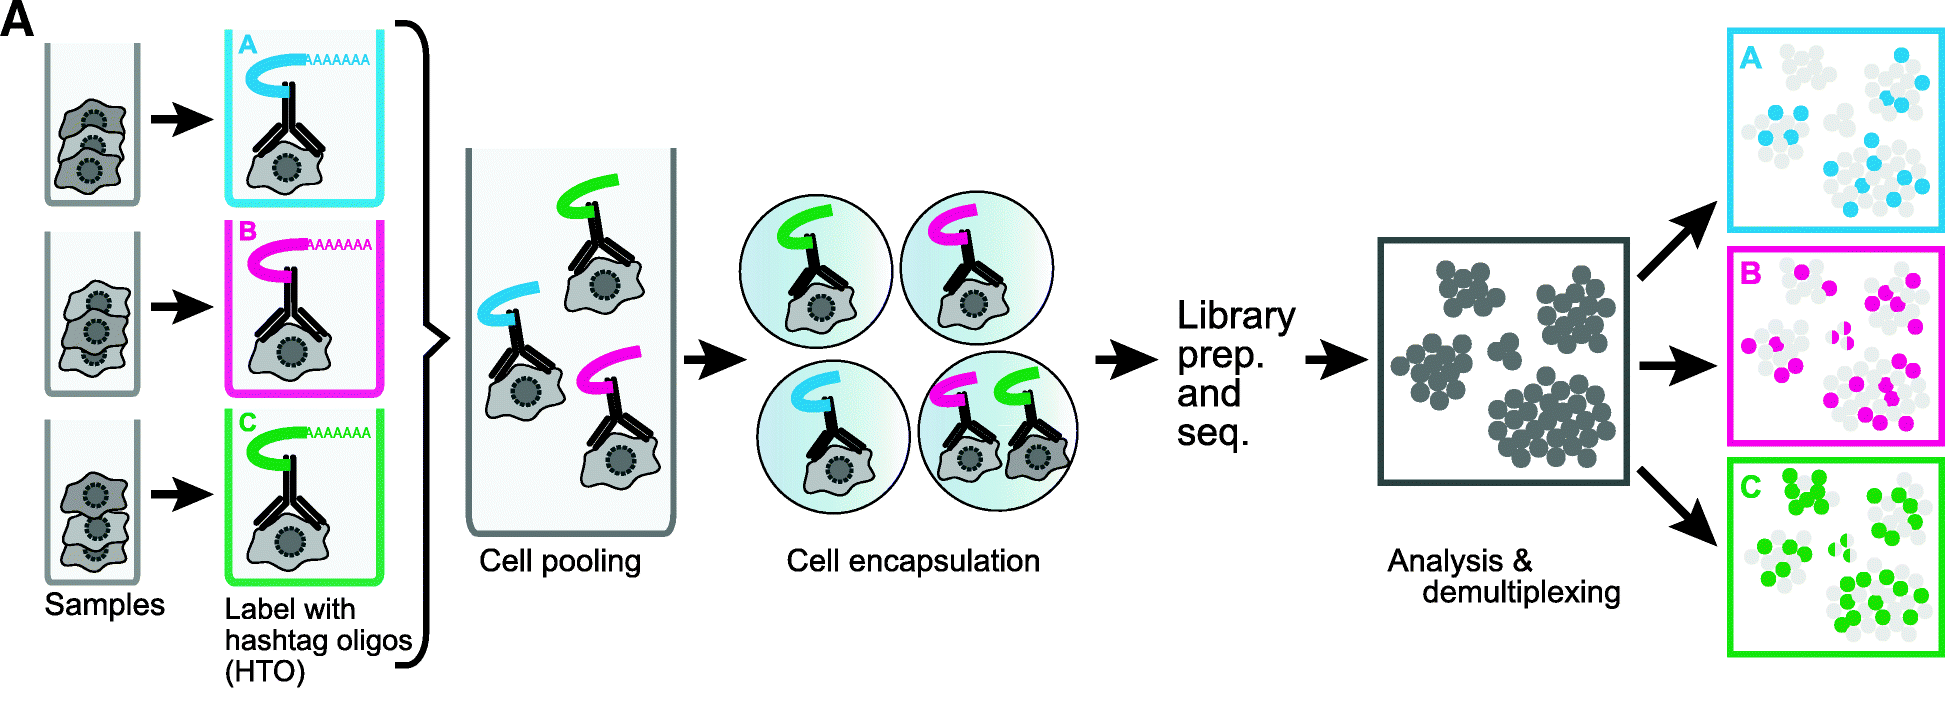 A
A
AAAAAAA
B
AAAAAAA
C
AAAAAAA
Samples
Label with
hashtag oligos
(HTO)
Cell pooling
Cell encapsulation
Library
prep.
and
seq.
Analysis &
demultiplexing
A
B
C